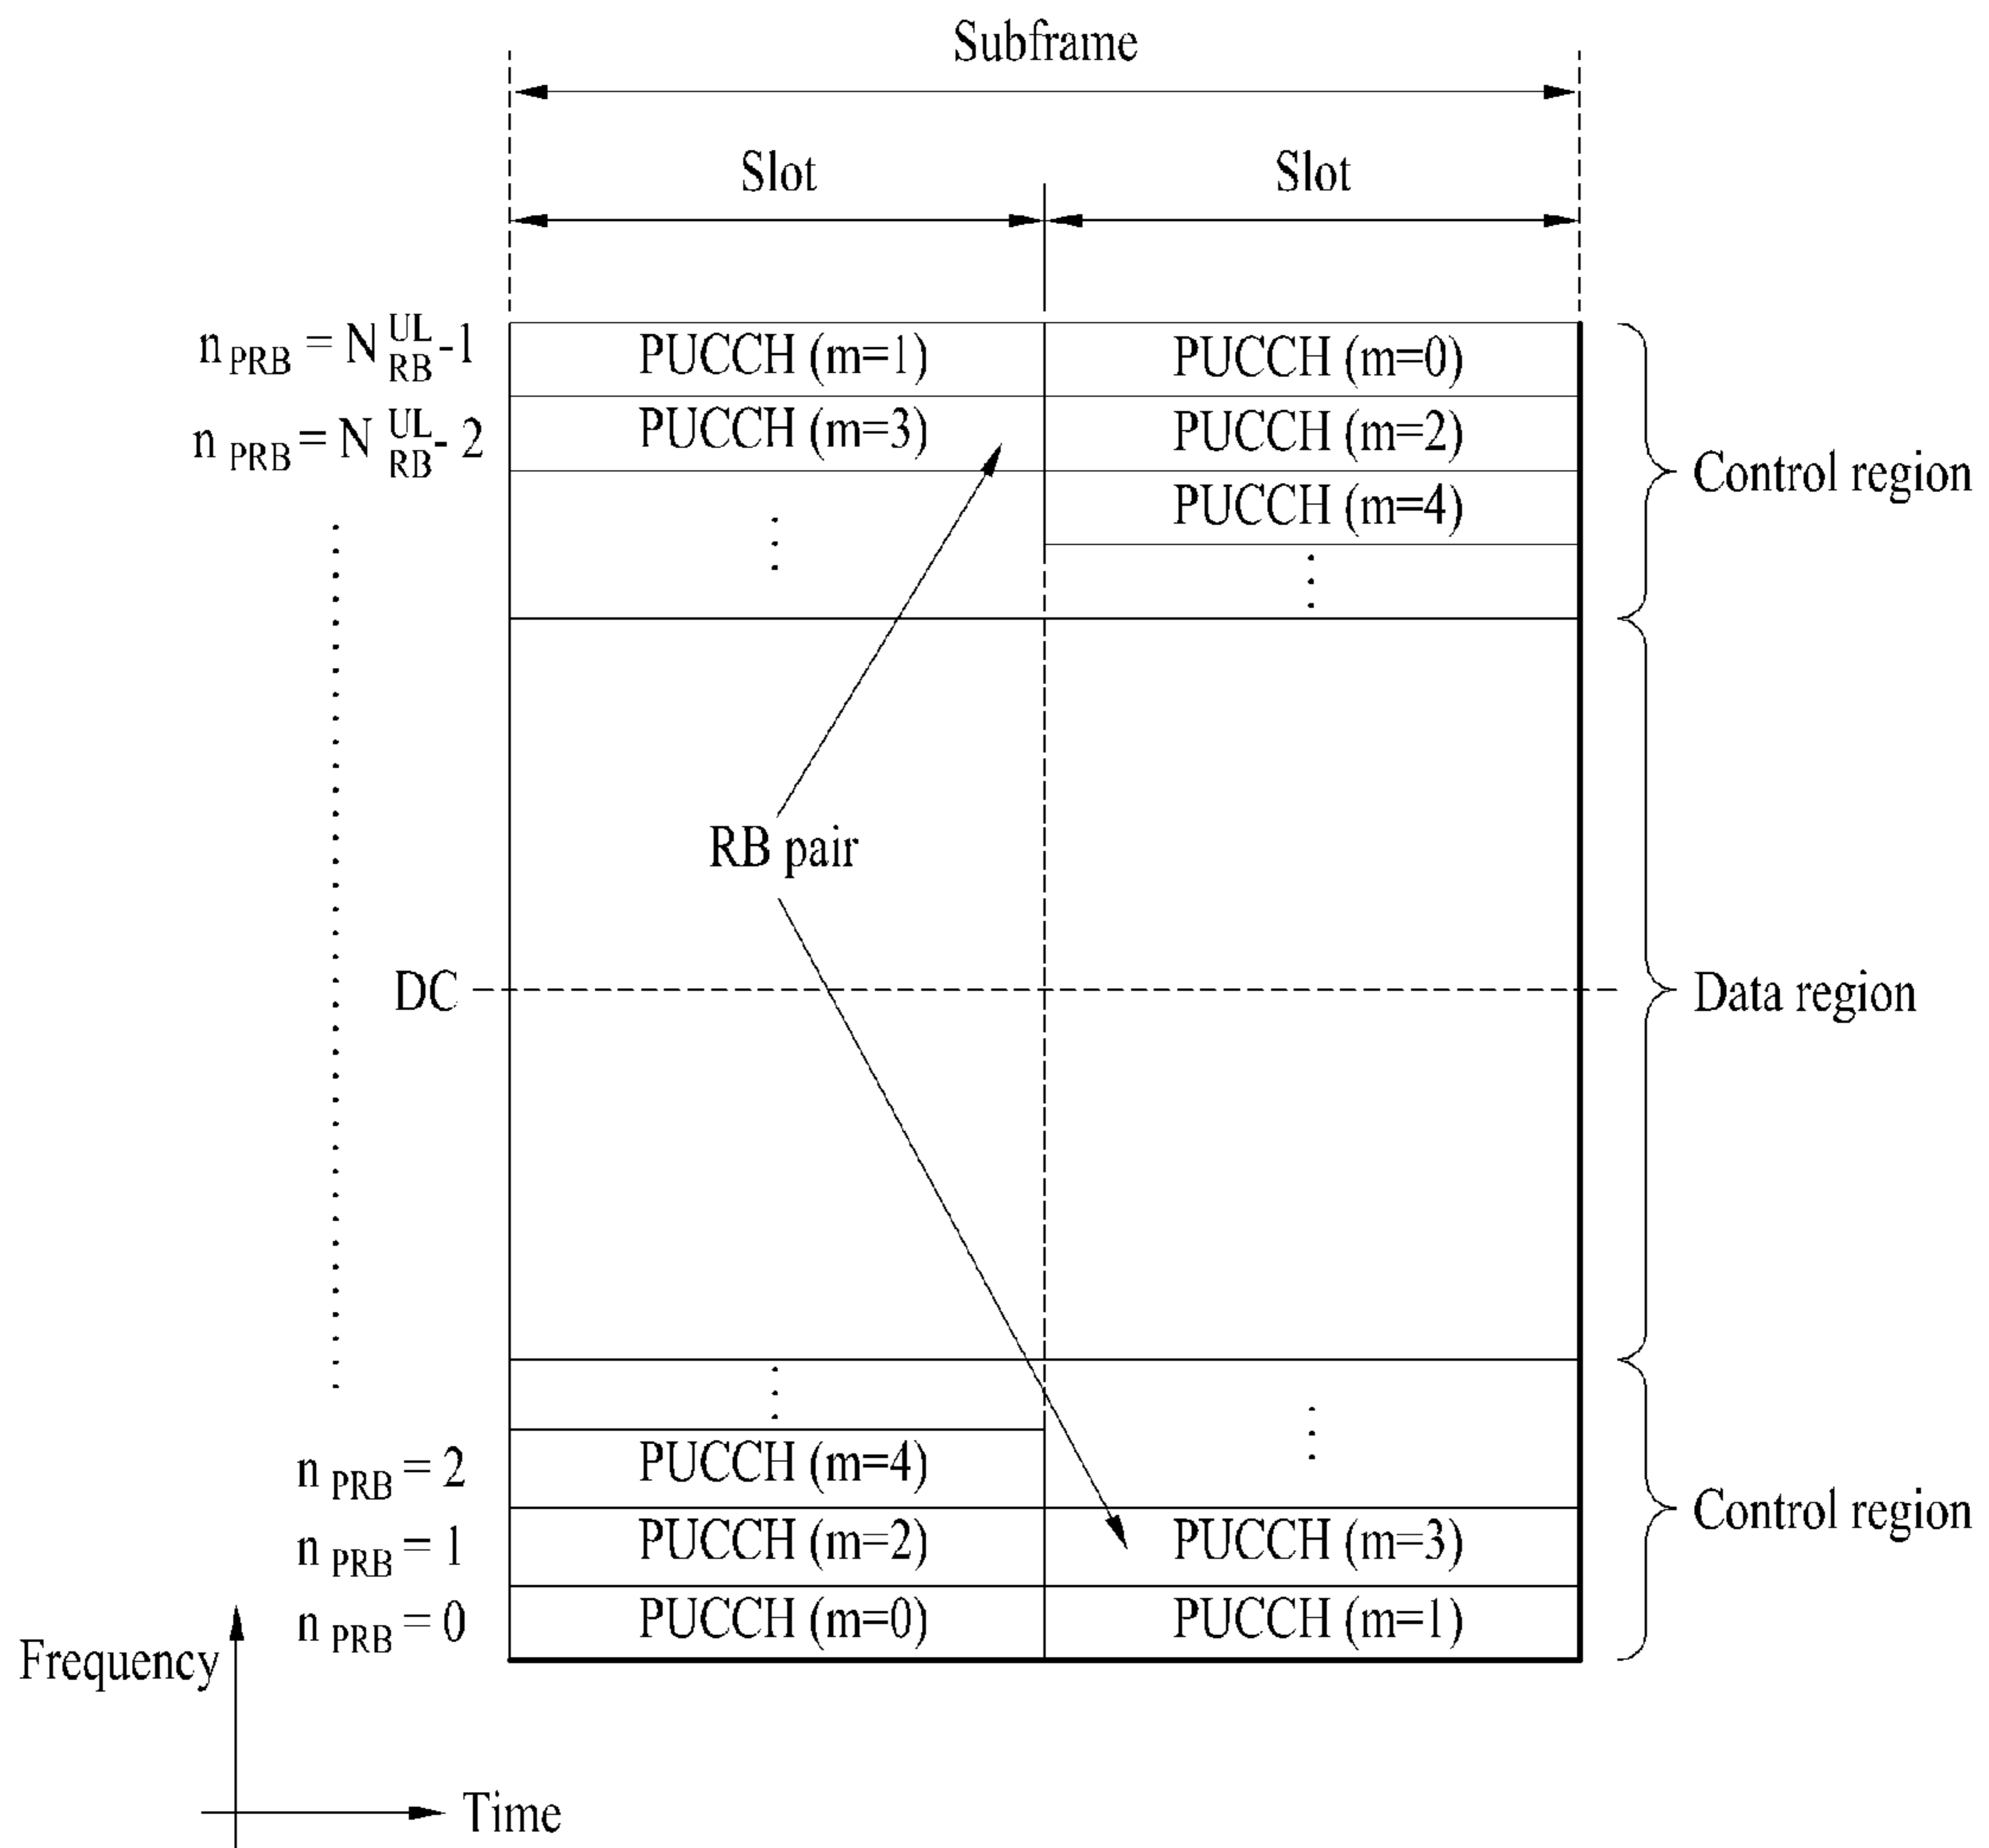 Subframe
Slot Slot
n PRB = N UL RB -1 PUCCH (m=1) PUCCH (m=0)
n PRB = N UL RB - 2 PUCCH (m=3) PUCCH (m=2)
PUCCH (m=4)
Control region
RB pair
DC
Data region
n PRB = 2 PUCCH (m=4)
n PRB = 1 PUCCH (m=2) PUCCH (m=3)
Control region
n PRB = 0 PUCCH (m=0) PUCCH (m=1)
Frequency
Time